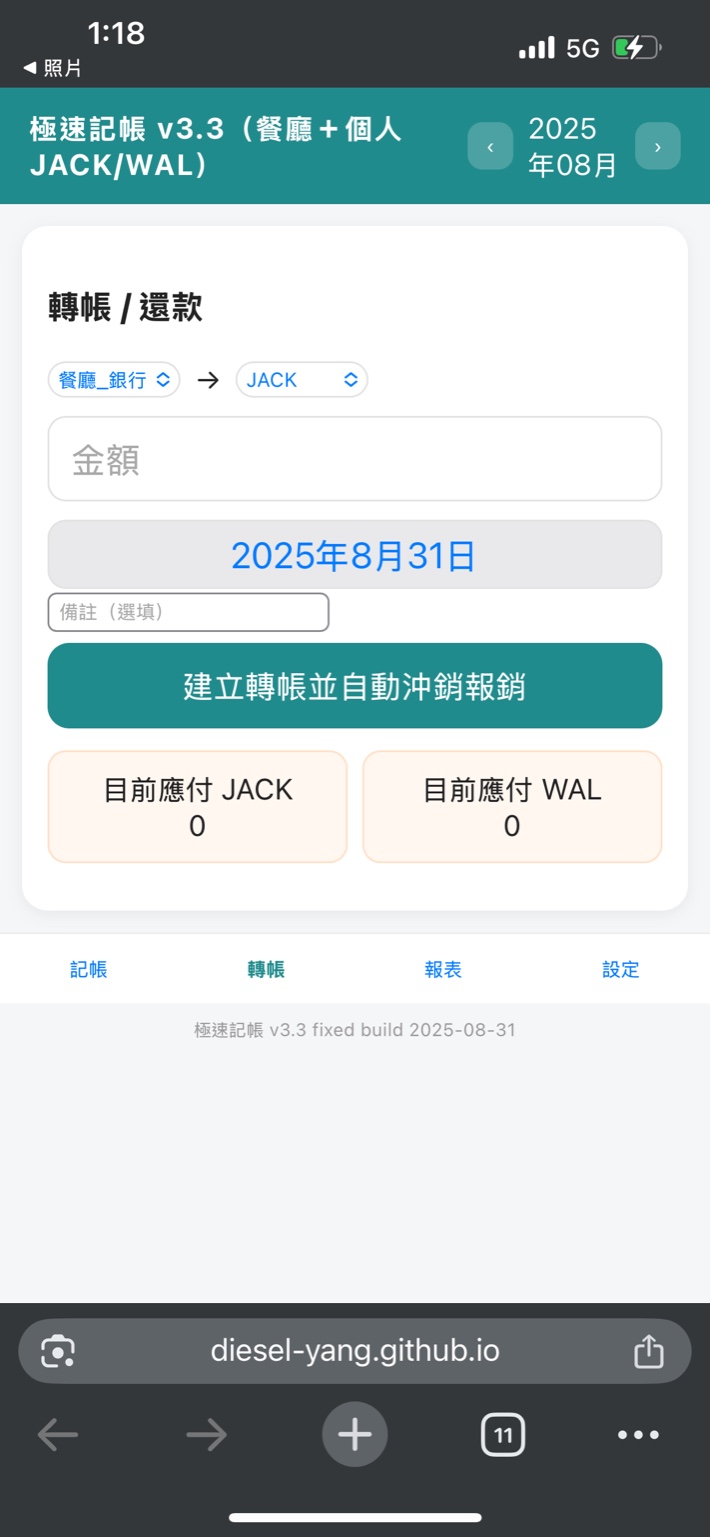 1:18
5G
◀ 照片
極速記帳 v3.3（餐廳＋個人
JACK/WAL）
‹
2025
年08月
›
轉帳 / 還款
餐廳_銀行 → JACK
金額
2025年8月31日
備註（選填）
建立轉帳並自動沖銷報銷
目前應付 JACK
0
目前應付 WAL
0
記帳
轉帳
報表
設定
極速記帳 v3.3 fixed build 2025-08-31
diesel-yang.github.io
11